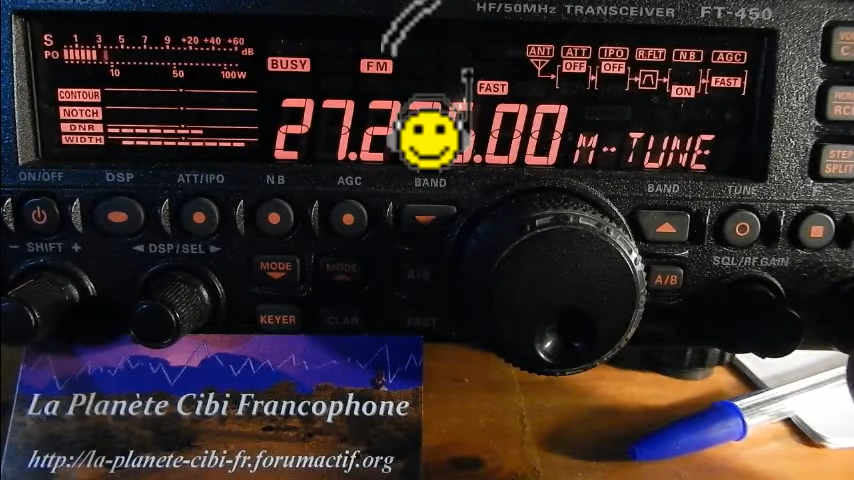 HF/50MHz TRANSCEIVER FT-450
S 1 3 5 7 9 +20 +40 +60 dB
PO 10 50 100W
BUSY FM FAST
ANT ATT IPO R.FLT NB AGC
OFF OFF ON FAST
CONTOUR
NOTCH
DNR
WIDTH
M-TUNE
ON/OFF DSP ATT/IPO NB AGC BAND BAND TUNE
STEP
SPLIT
− SHIFT + ◄ DSP/SEL ► SQL/RF GAIN
MODE MODE A=B A/B
KEYER CLAR FAST
La Planète Cibi Francophone
http://la-planete-cibi-fr.forumactif.org